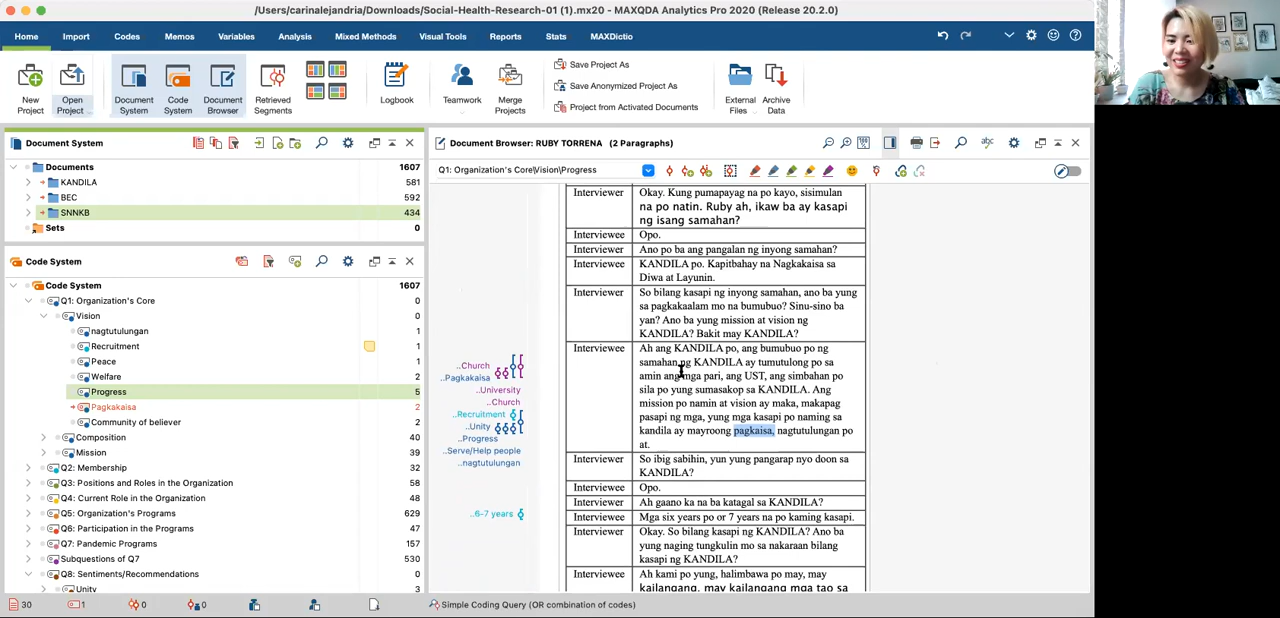 /Users/carinalejandria/Downloads/Social-Health-Research-01 (1).mx20 - MAXQDA Analytics Pro 2020 (Release 20.2.0)
Home Import Codes Memos Variables Analysis Mixed Methods Visual Tools Reports Stats MAXDictio
New Project
Open Project
Document System
Code System
Document Browser
Retrieved Segments
Logbook
Teamwork
Merge Projects
Save Project As
Save Anonymized Project As
Project from Activated Documents
External Files
Archive Data
Document System
Documents 1607
KANDILA 581
BEC 592
SNNKB 434
Sets 0
Code System
Code System 1607
Q1: Organization's Core 0
Vision 0
nagtutulungan 1
Recruitment 1
Peace 1
Welfare 2
Progress 5
Pagkakaisa 2
Community of believer 2
Composition 40
Mission 39
Q2: Membership 126
Q3: Positions and Roles in the Organization 58
Q4: Current Role in the Organization 48
Q5: Organization's Programs 629
Q6: Participation in the Programs 47
Q7: Pandemic Programs 157
Subquestions of Q7 530
Q8: Sentiments/Recommendations 0
Unity 3
Document Browser: RUBY TORRENA (2 Paragraphs)
100
abc
Q1: Organization's Core\Vision\Progress
Interviewer Okay. Kung pumapayag na po kayo, sisimulan
na po natin. Ruby ah, ikaw ba ay kasapi
ng isang samahan?
Interviewee Opo.
Interviewer Ano po ba ang pangalan ng inyong samahan?
Interviewee KANDILA po. Kapitbahay na Nagkakaisa sa
Diwa at Layunin.
Interviewer So bilang kasapi ng inyong samahan, ano ba yung
sa pagkakaalam mo na bumubuo? Sinu-sino ba
yan? Ano ba yung mission at vision ng
KANDILA? Bakit may KANDILA?
Interviewee Ah ang KANDILA po, ang bumubuo po ng
samahan ng KANDILA ay tumutulong po sa
amin ang mga pari, ang UST, ang simbahan po
sila po yung sumasakop sa KANDILA. Ang
mission po namin at vision ay maka, makapag
pasapi ng mga, yung mga kasapi po naming sa
kandila ay mayroong pagkaisa, nagtutulungan po
at.
Interviewer So ibig sabihin, yun yung pangarap nyo doon sa
KANDILA?
Interviewee Opo.
Interviewer Ah gaano ka na ba katagal sa KANDILA?
Interviewee Mga six years po or 7 years na po kaming kasapi.
Interviewer Okay. So bilang kasapi ng KANDILA? Ano ba
yung naging tungkulin mo sa nakaraan bilang
kasapi ng KANDILA?
Interviewee Ah kami po yung, halimbawa po may, may
kailangang, may kailangang mga tao sa
..Church
..Pagkakaisa
..University
..Church
..Recruitment
..Unity
..Progress
..Serve/Help people
..nagtutulungan
..6-7 years
30 1 0 0
Simple Coding Query (OR combination of codes)